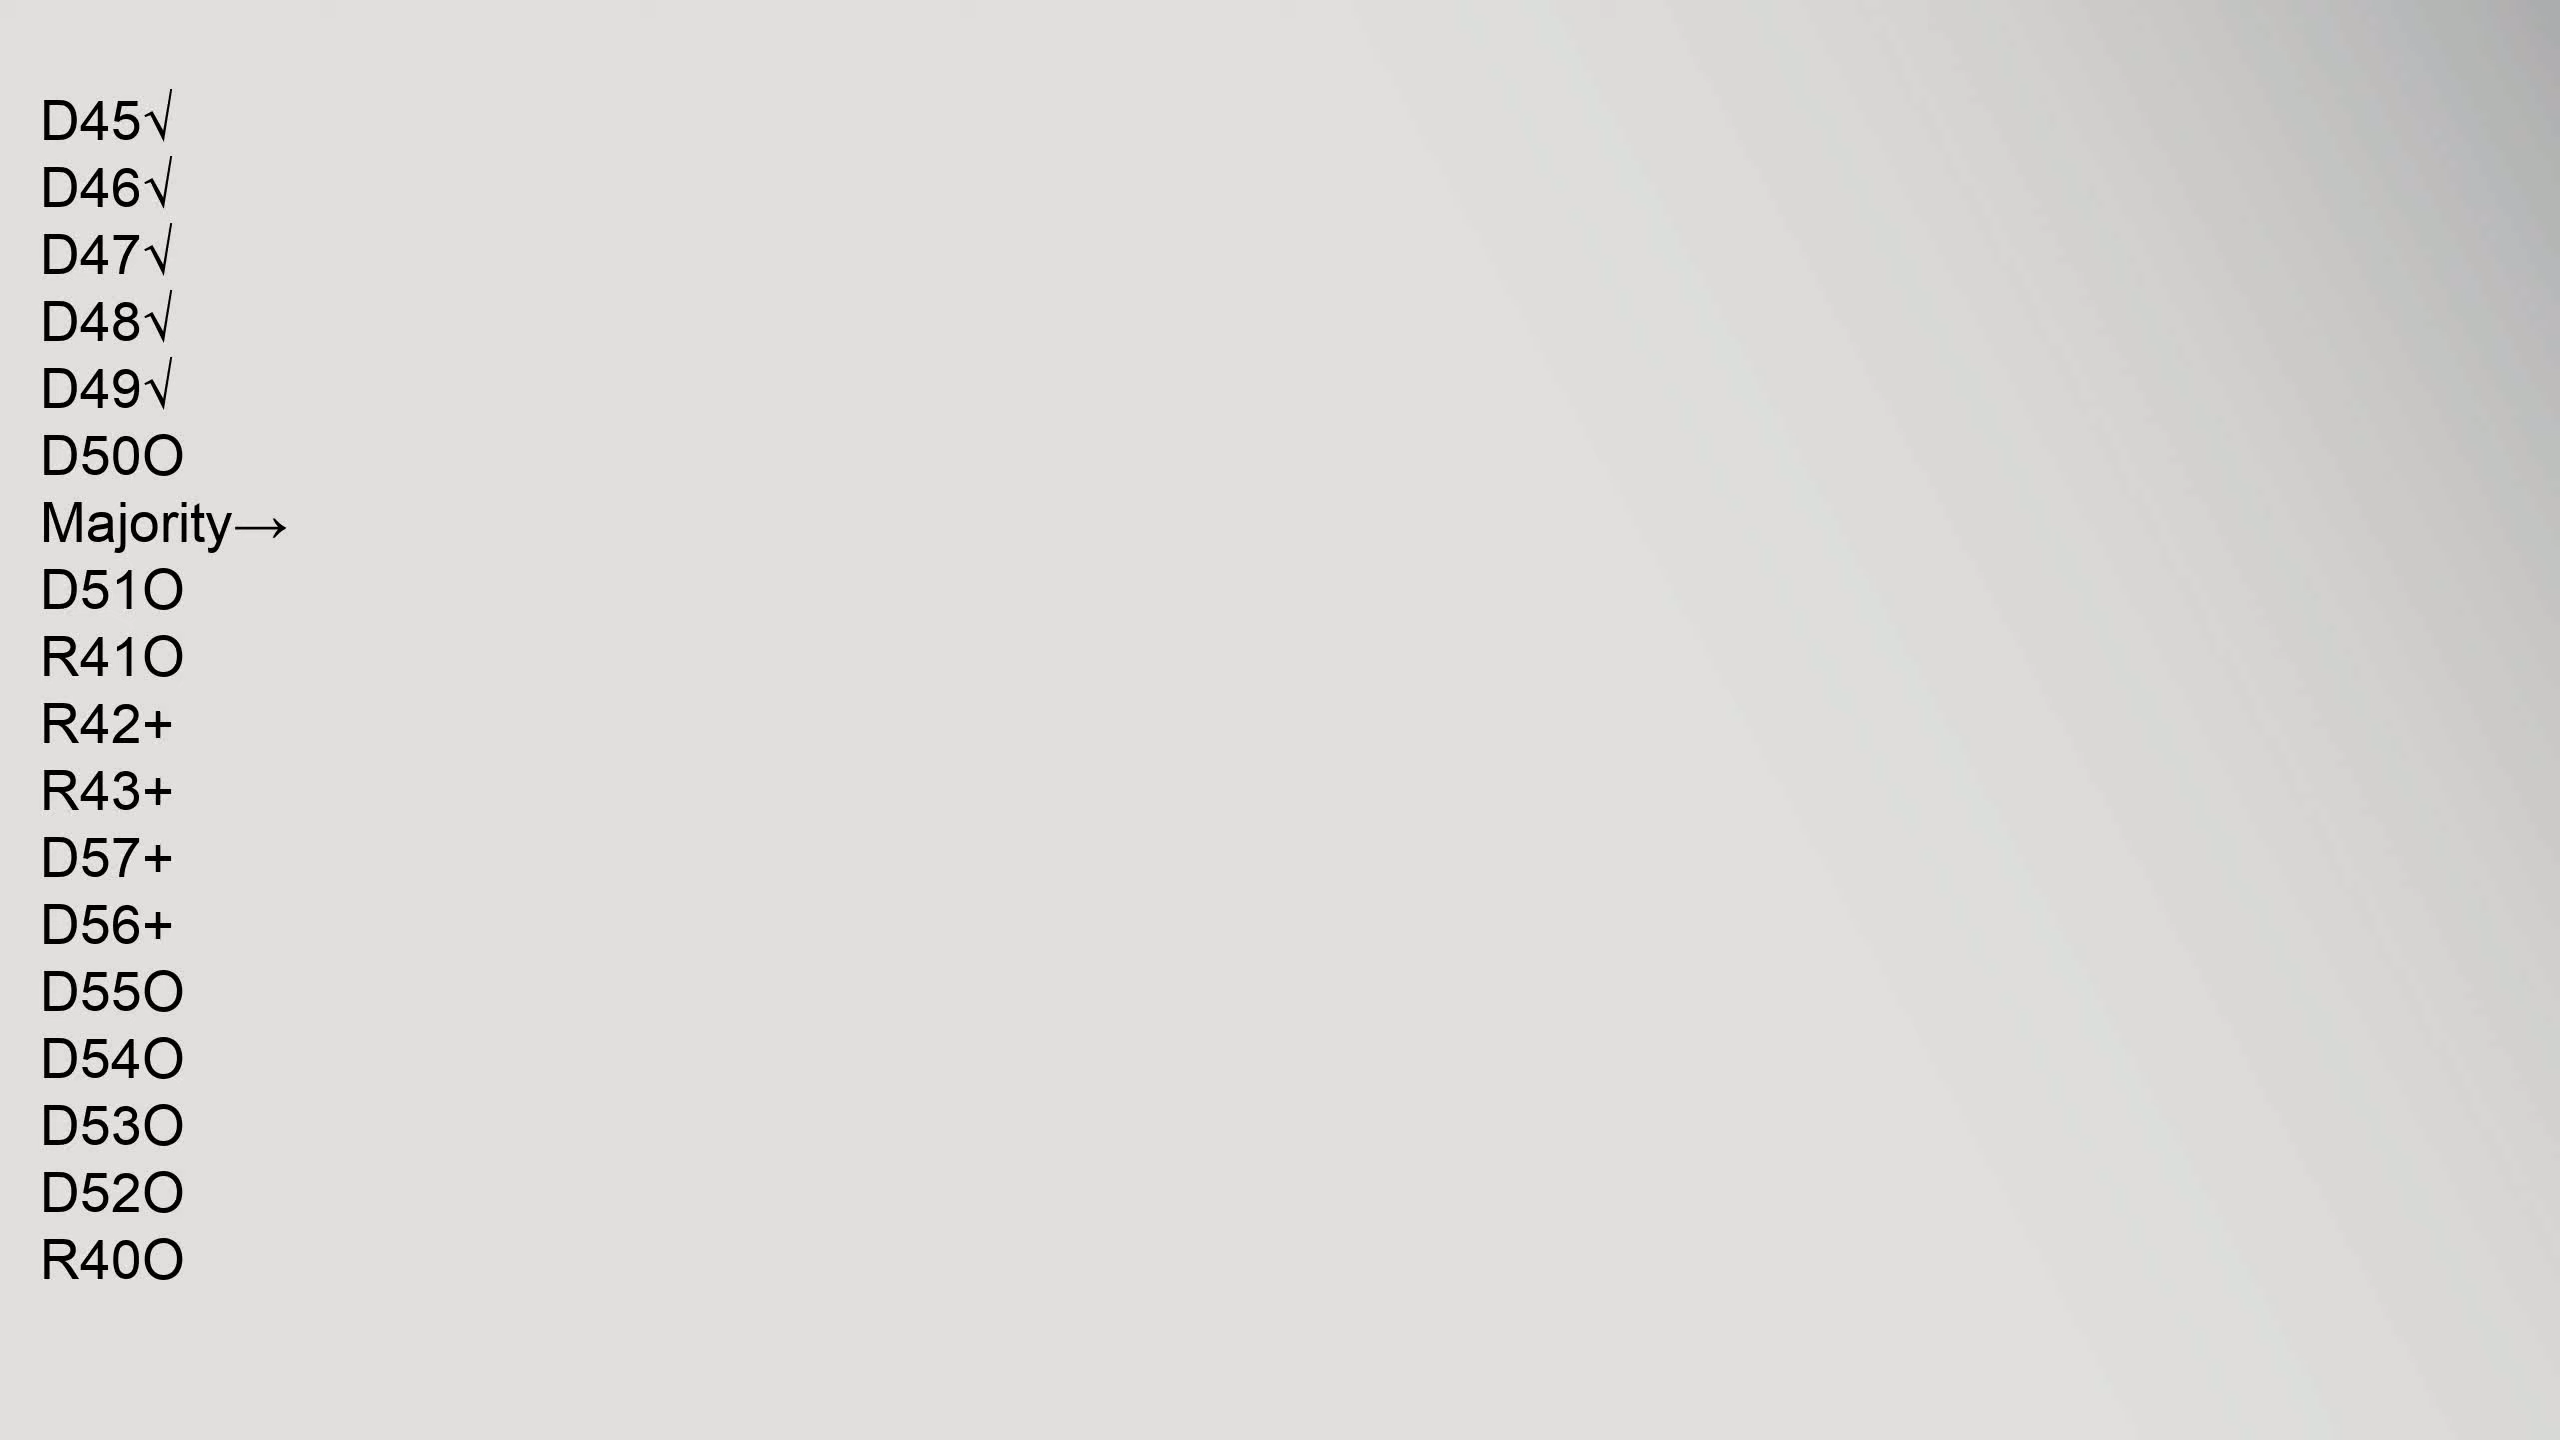 D45√
D46√
D47√
D48√
D49√
D50O
Majority→
D51O
R41O
R42+
R43+
D57+
D56+
D55O
D54O
D53O
D52O
R40O